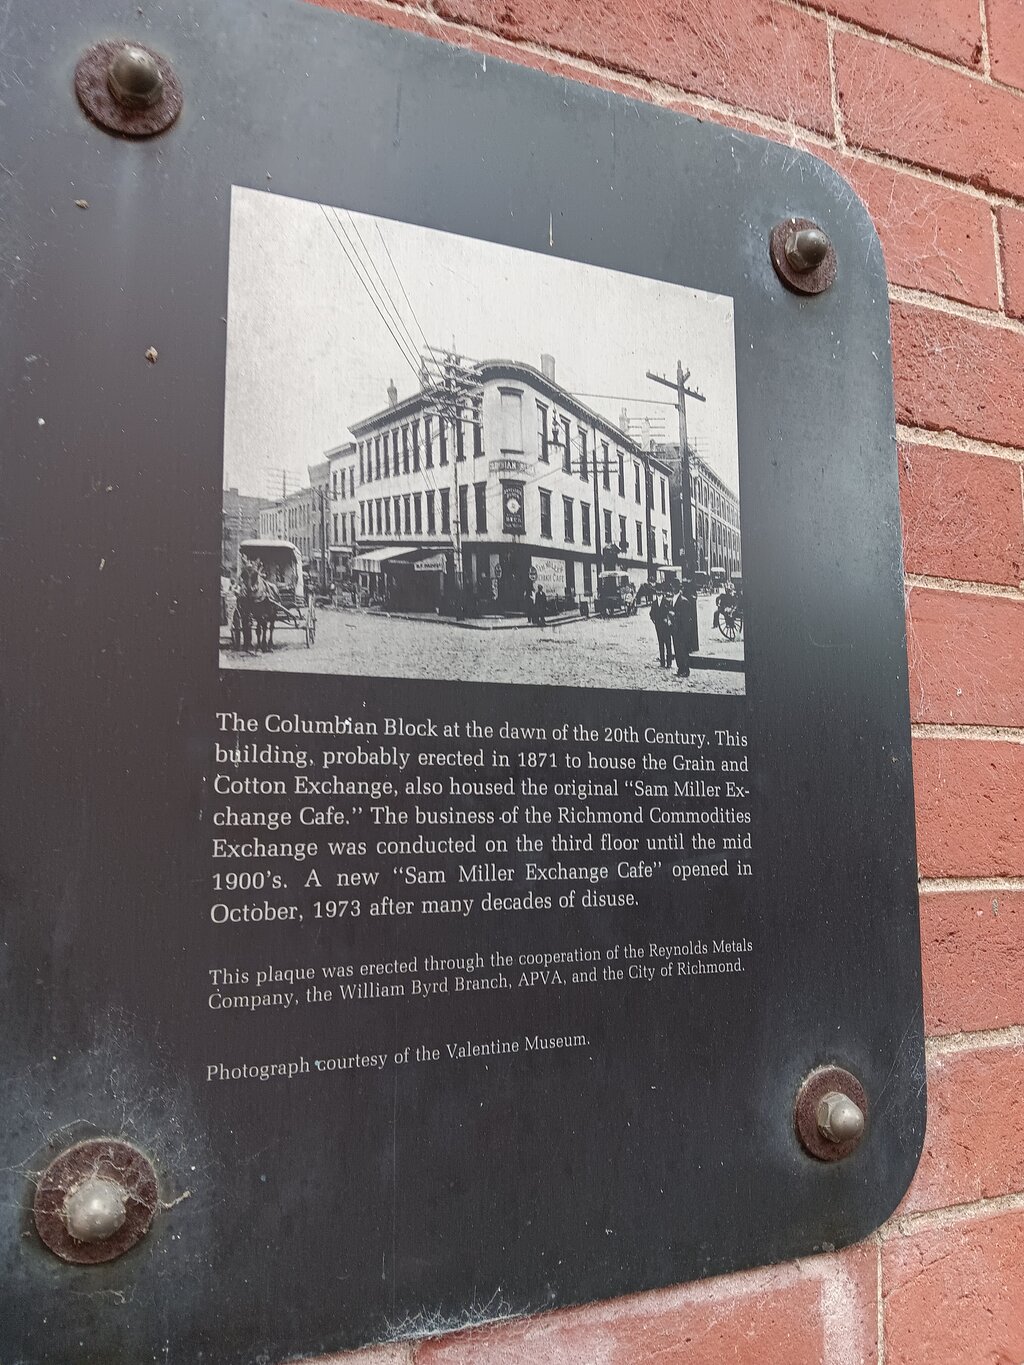 The Columbian Block at the dawn of the 20th Century. This
building, probably erected in 1871 to house the Grain and
Cotton Exchange, also housed the original “Sam Miller Ex-
change Cafe.” The business of the Richmond Commodities
Exchange was conducted on the third floor until the mid
1900's. A new “Sam Miller Exchange Cafe” opened in
October, 1973 after many decades of disuse.
This plaque was erected through the cooperation of the Reynolds Metals
Company, the William Byrd Branch, APVA, and the City of Richmond.
Photograph courtesy of the Valentine Museum.